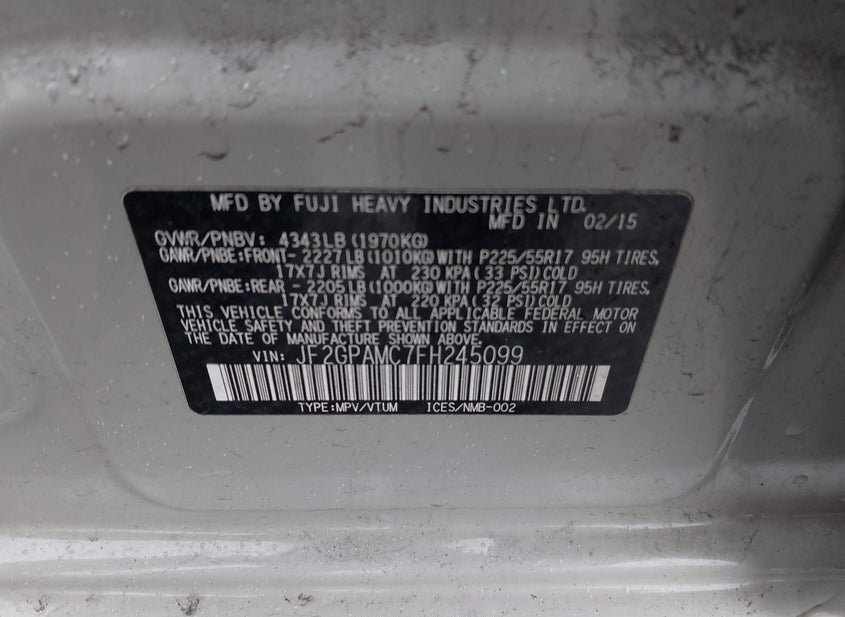 MFD BY FUJI HEAVY INDUSTRIES LTD.
MFD IN 02/15
GVWR/PNBV: 4343LB(1970KG)
GAWR/PNBE:FRONT-2227LB(1010KG)WITH P225/55R17 95H TIRES,
17X7J RIMS AT 230 KPA(33 PSI)COLD
GAWR/PNBE:REAR -2205LB(1000KG)WITH P225/55R17 95H TIRES,
17X7J RIMS AT 220 KPA(32 PSI)COLD
THIS VEHICLE CONFORMS TO ALL APPLICABLE FEDERAL MOTOR
VEHICLE SAFETY AND THEFT PREVENTION STANDARDS IN EFFECT ON
THE DATE OF MANUFACTURE SHOWN ABOVE.
VIN: JF2GPAMC7FH245099
TYPE:MPV/VTUM ICES/NMB-002